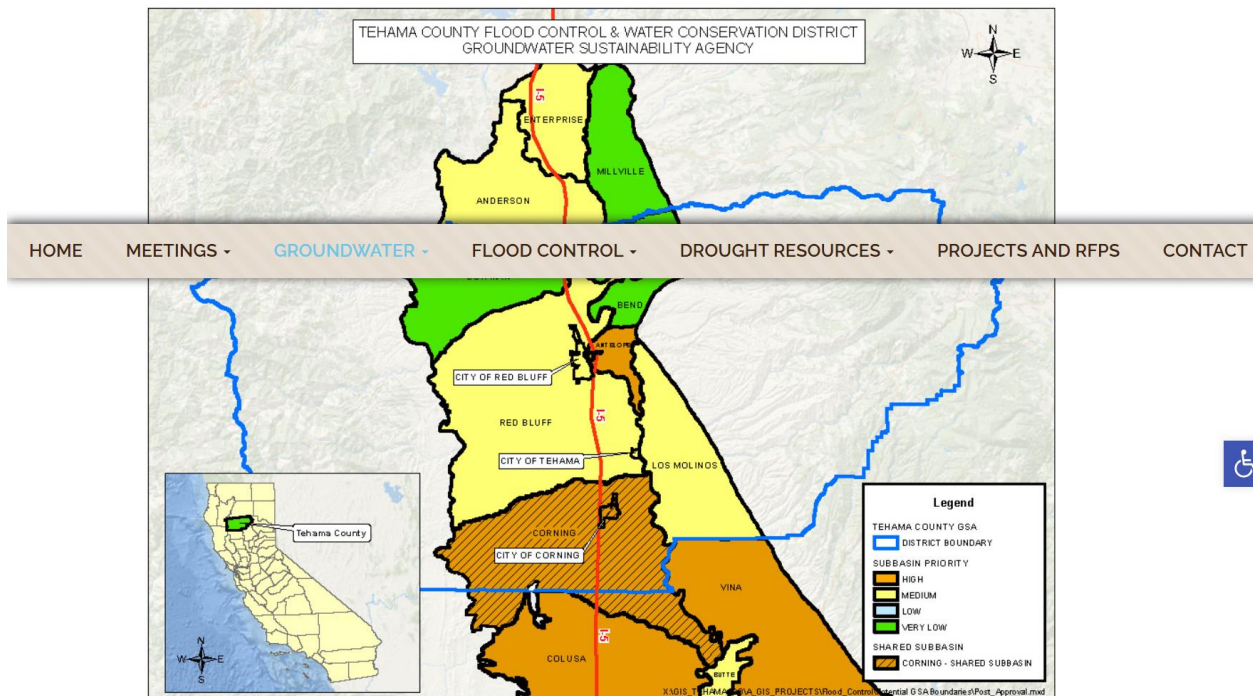 TEHAMA COUNTY FLOOD CONTROL & WATER CONSERVATION DISTRICT
GROUNDWATER SUSTAINABILITY AGENCY
N
W E
S
I-5
ENTERPRISE
MILLVILLE
ANDERSON
HOME MEETINGS GROUNDWATER FLOOD CONTROL DROUGHT RESOURCES PROJECTS AND RFPS CONTACT
BEND
ANTELOPE
CITY OF RED BLUFF
I-5
RED BLUFF
CITY OF TEHAMA
LOS MOLINOS
CORNING
CITY OF CORNING
VINA
I-5
COLUSA
BUTTE
Tehama County
N
W E
S
Legend
TEHAMA COUNTY GSA
DISTRICT BOUNDARY
SUBBASIN PRIORITY
HIGH
MEDIUM
LOW
VERY LOW
SHARED SUBBASIN
CORNING - SHARED SUBBASIN